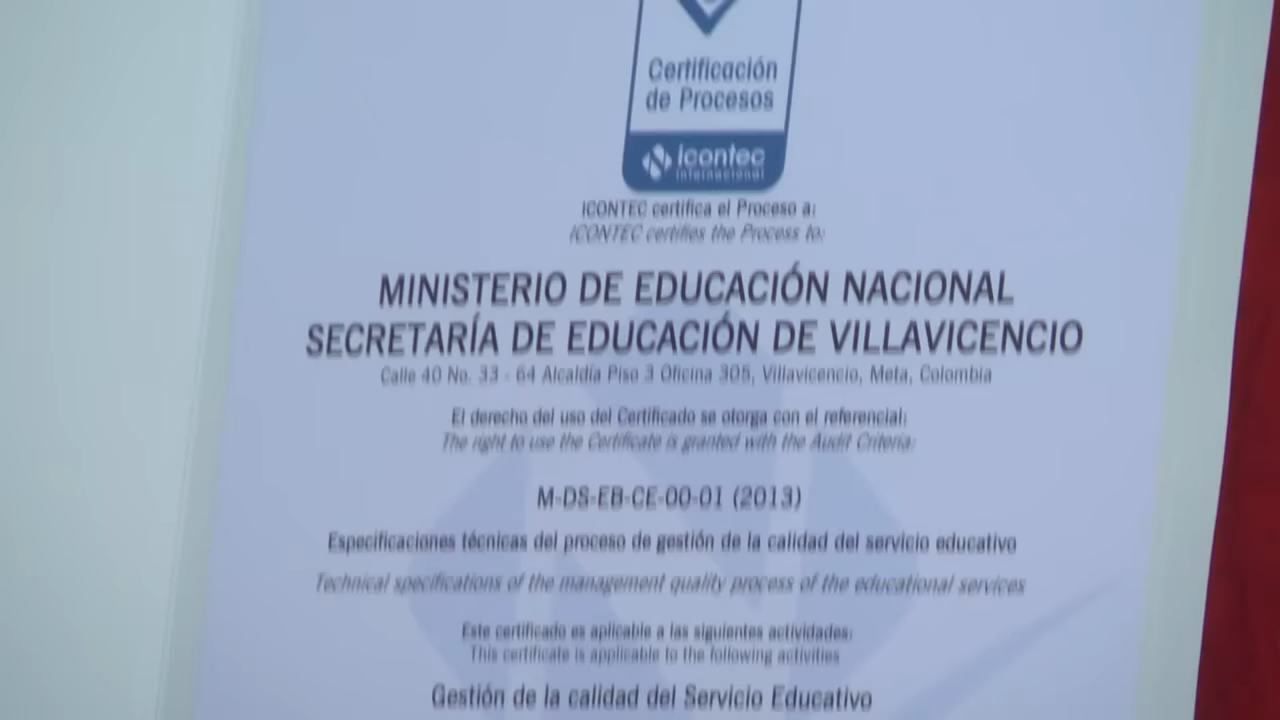 Certificación
de Procesos
icontec
internacional
ICONTEC certifica el Proceso a:
ICONTEC certifies the Process to:
MINISTERIO DE EDUCACIÓN NACIONAL
SECRETARÍA DE EDUCACIÓN DE VILLAVICENCIO
Calle 40 No. 33 - 64 Alcaldía Piso 3 Oficina 305, Villavicencio, Meta, Colombia
El derecho del uso del Certificado se otorga con el referencial:
The right to use the Certificate is granted with the Audit Criteria:
M-DS-EB-CE-00-01 (2013)
Especificaciones técnicas del proceso de gestión de la calidad del servicio educativo
Technical specifications of the management quality process of the educational services
Este certificado es aplicable a las siguientes actividades:
This certificate is applicable to the following activities
Gestión de la calidad del Servicio Educativo